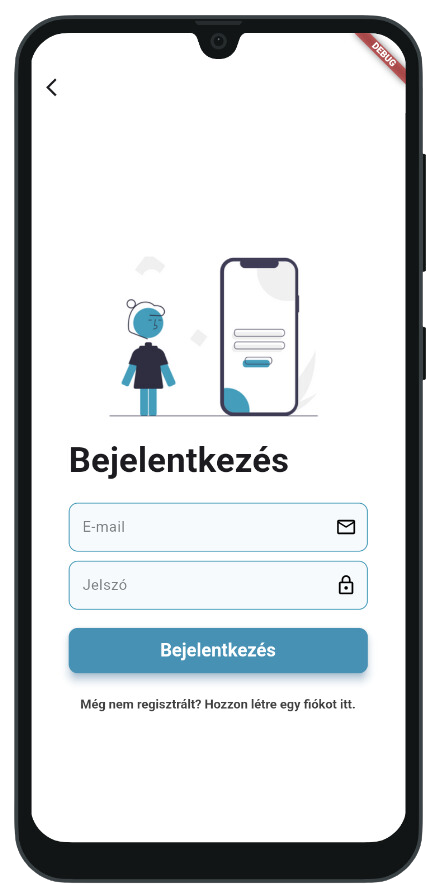 DEBUG
Bejelentkezés
E-mail
Jelszó
Bejelentkezés
Még nem regisztrált? Hozzon létre egy fiókot itt.